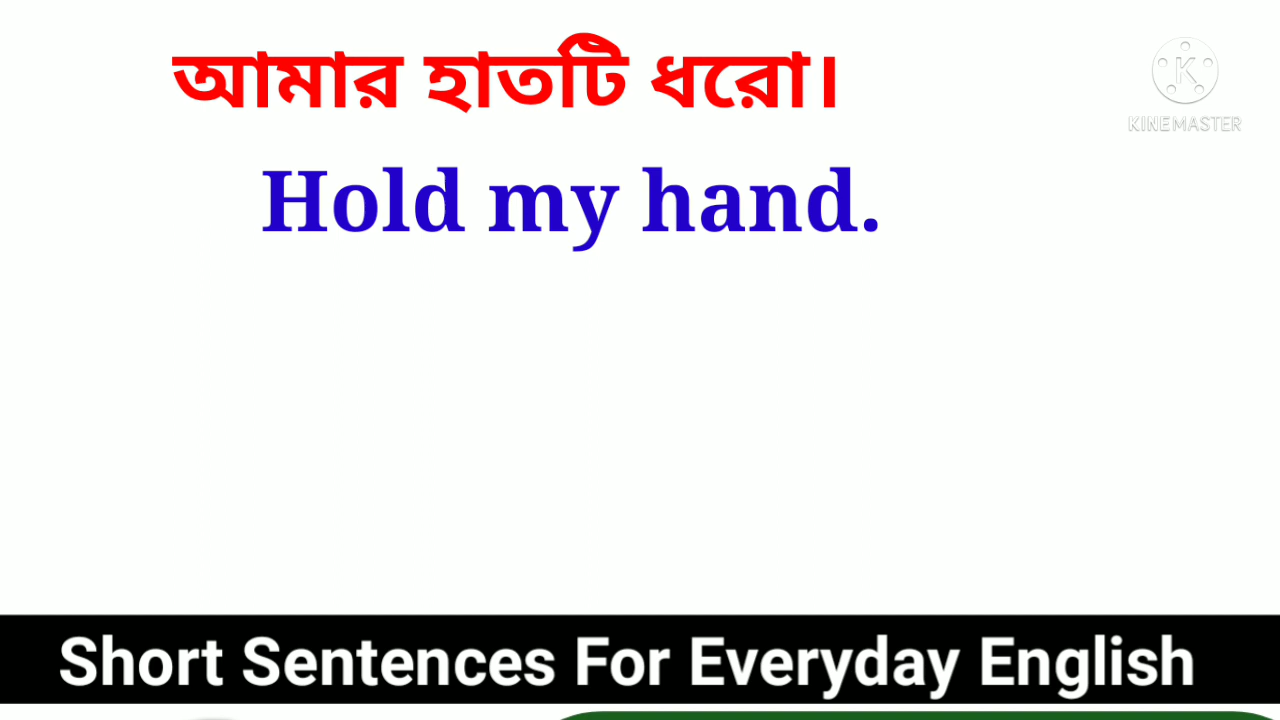 আমার হাতটি ধরো।
K
KINEMASTER
Hold my hand.
Short Sentences For Everyday English